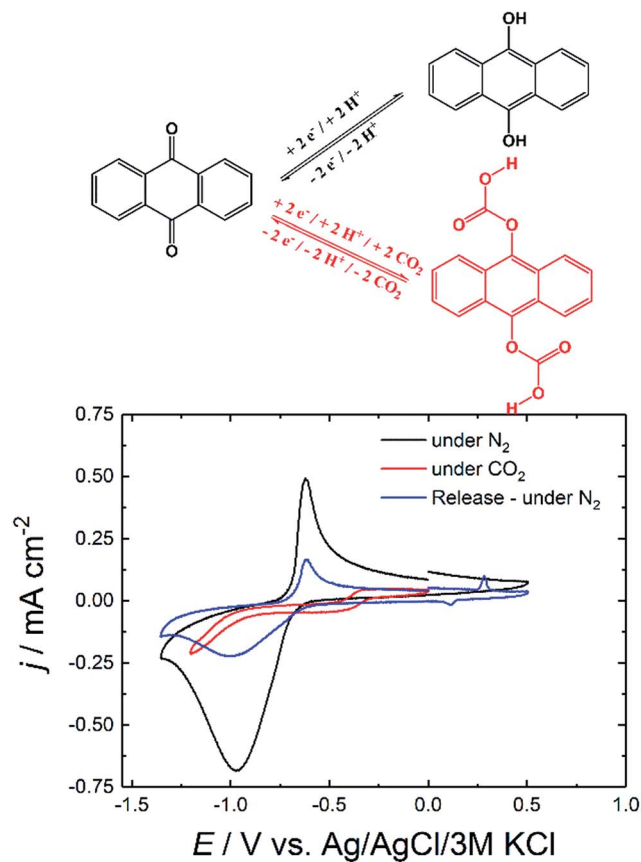 OH
OH
O
O
+ 2 e⁻ / + 2 H⁺
- 2 e⁻ / - 2 H⁺
+ 2 e⁻ / + 2 H⁺ / + 2 CO₂
- 2 e⁻ / - 2 H⁺ / - 2 CO₂
H
O
O
O
O
O
H
O
0.75
0.50
0.25
0.00
-0.25
-0.50
-0.75
j / mA cm⁻²
under N₂
under CO₂
Release - under N₂
-1.5 -1.0 -0.5 0.0 0.5 1.0
E / V vs. Ag/AgCl/3M KCl